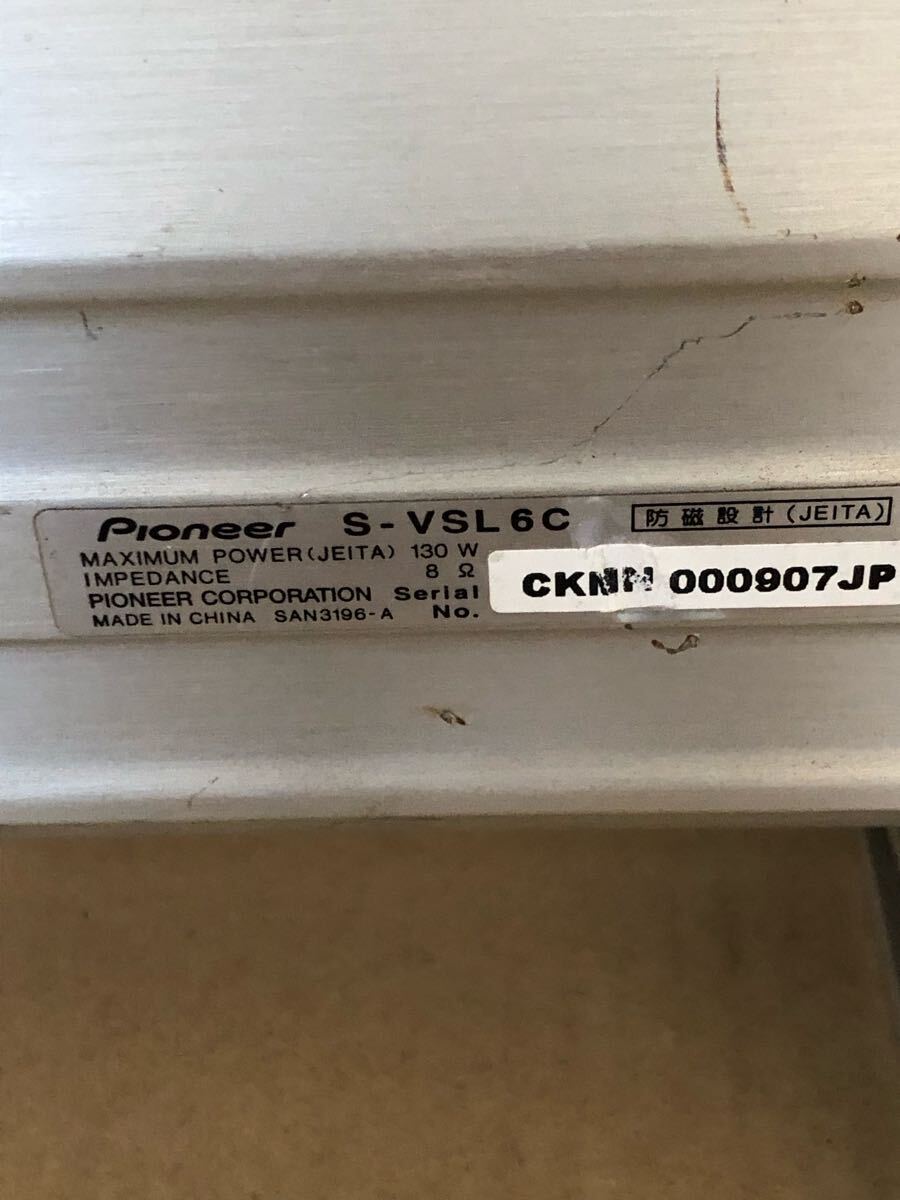 Pioneer S-VSL6C 防磁設計(JEITA)
MAXIMUM POWER(JEITA) 130 W
IMPEDANCE 8 Ω
PIONEER CORPORATION Serial
MADE IN CHINA SAN3196-A No.
CKMN 000907JP